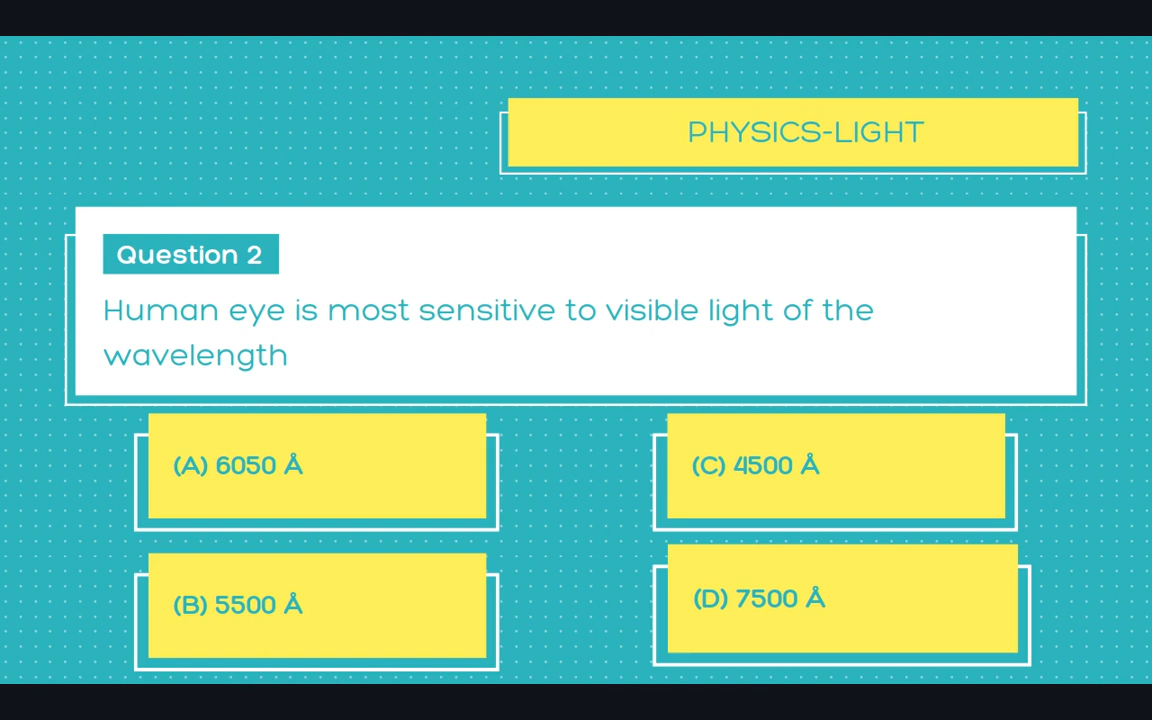 PHYSICS-LIGHT
Question 2
Human eye is most sensitive to visible light of the
wavelength
(A) 6050 Å
(C) 4500 Å
(B) 5500 Å
(D) 7500 Å